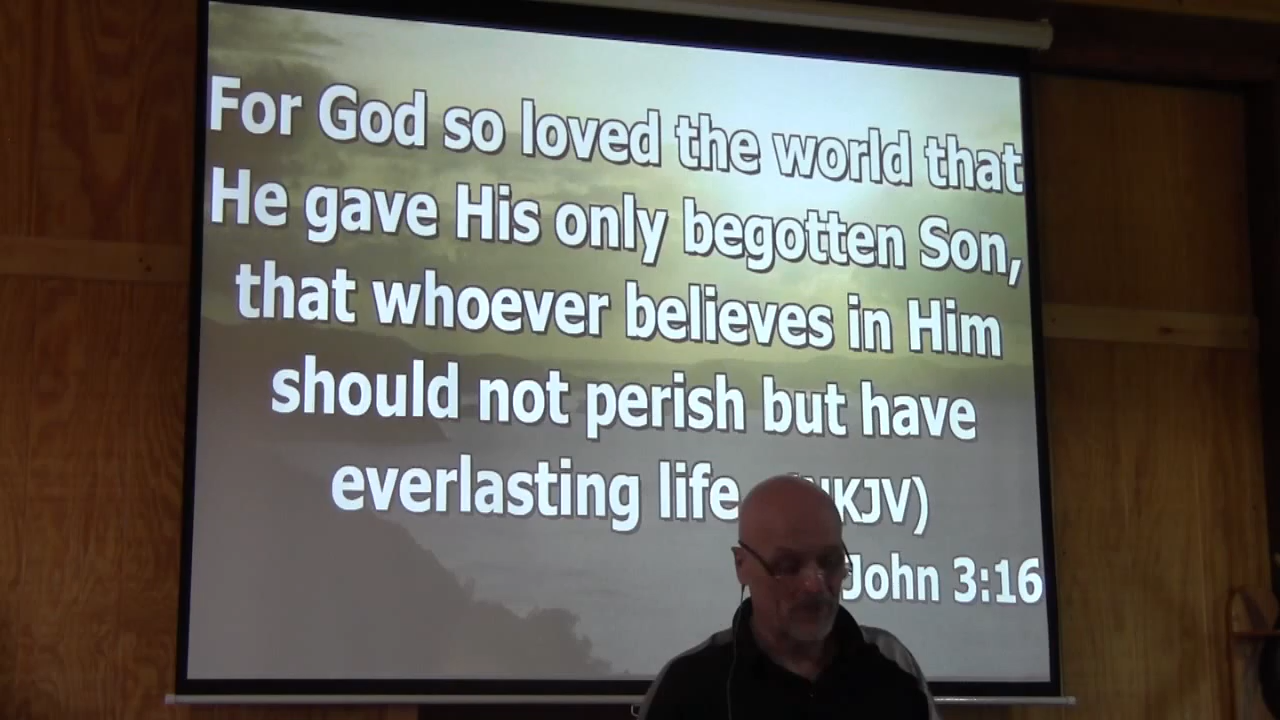 For God so loved the world that
He gave His only begotten Son,
that whoever believes in Him
should not perish but have
everlasting life (NKJV)
John 3:16